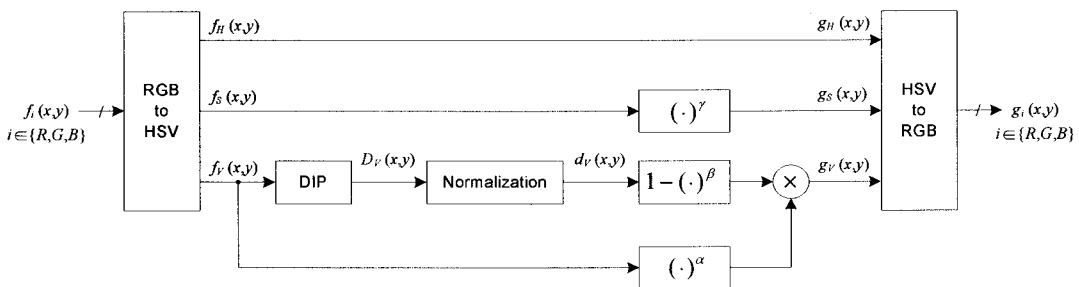 f_H (x,y)
g_H (x,y)
RGB
to
HSV
HSV
to
RGB
f_i (x,y)
i∈{R,G,B}
f_S (x,y)
(·)^γ
g_S (x,y)
g_i (x,y)
i∈{R,G,B}
f_V (x,y)
DIP
D_V (x,y)
Normalization
d_V (x,y)
1−(·)^β
×
g_V (x,y)
(·)^α